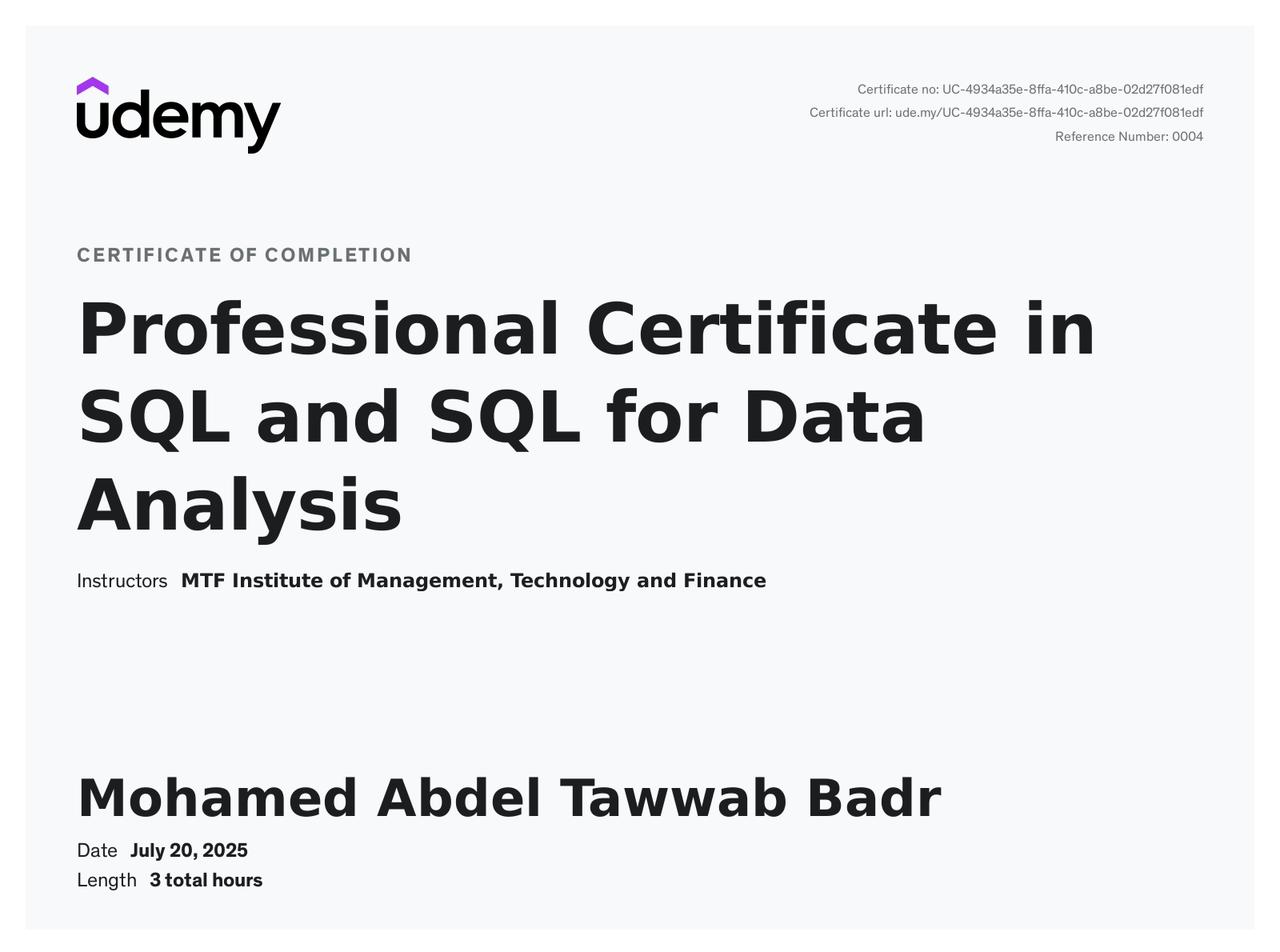 udemy
Certificate no: UC-4934a35e-8ffa-410c-a8be-02d27f081edf
Certificate url: ude.my/UC-4934a35e-8ffa-410c-a8be-02d27f081edf
Reference Number: 0004
CERTIFICATE OF COMPLETION
Professional Certificate in
SQL and SQL for Data
Analysis
Instructors MTF Institute of Management, Technology and Finance
Mohamed Abdel Tawwab Badr
Date July 20, 2025
Length 3 total hours